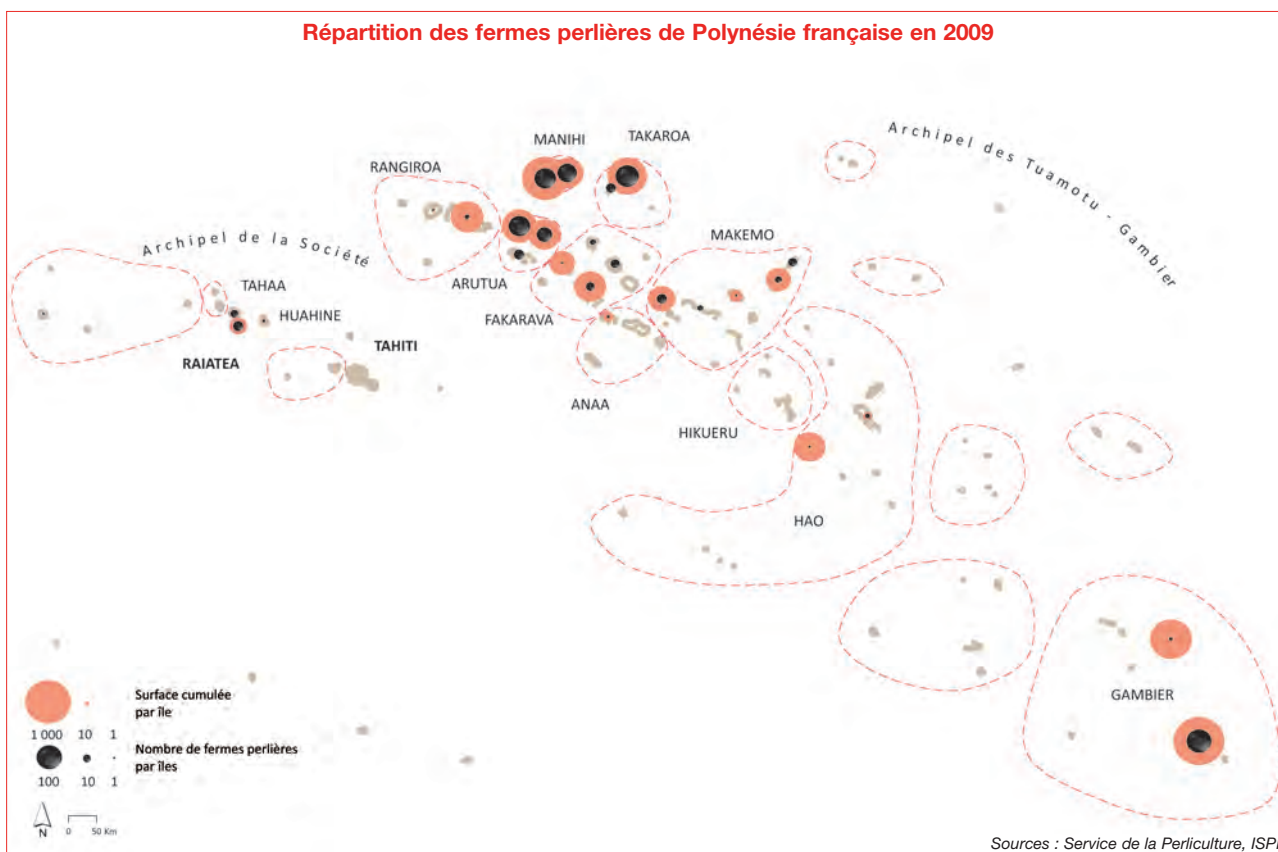 Répartition des fermes perlières de Polynésie française en 2009
Archipel des Tuamotu - Gambier
MANIHI
TAKAROA
RANGIROA
MAKEMO
Archipel de la Société
TAHAA
ARUTUA
HUAHINE
FAKARAVA
TAHITI
RAIATEA
ANAA
HIKUERU
HAO
GAMBIER
Surface cumulée
par île
1 000 10 1
Nombre de fermes perlières
par îles
100 10 1
N 0 50 Km
Sources : Service de la Perliculture, ISPF